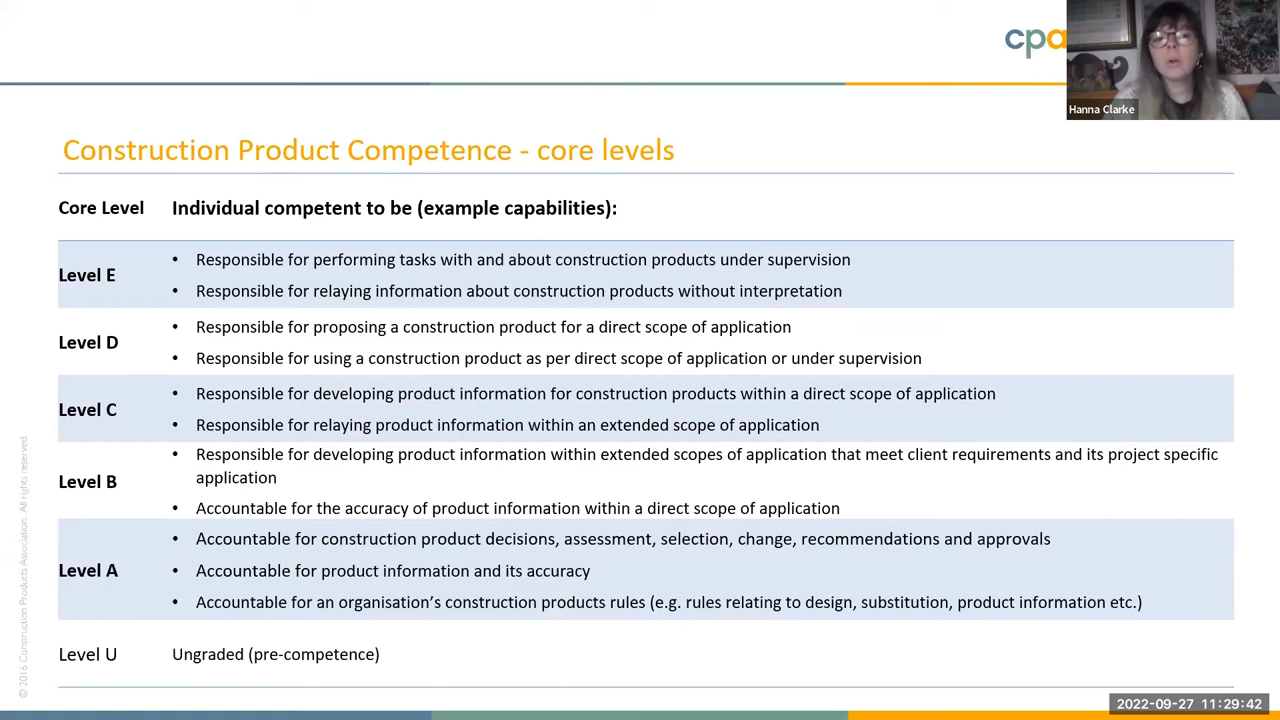 cpa
Hanna Clarke
Construction Product Competence - core levels
Core Level
Individual competent to be (example capabilities):
Level E
• Responsible for performing tasks with and about construction products under supervision
• Responsible for relaying information about construction products without interpretation
Level D
• Responsible for proposing a construction product for a direct scope of application
• Responsible for using a construction product as per direct scope of application or under supervision
Level C
• Responsible for developing product information for construction products within a direct scope of application
• Responsible for relaying product information within an extended scope of application
Level B
• Responsible for developing product information within extended scopes of application that meet client requirements and its project specific
application
• Accountable for the accuracy of product information within a direct scope of application
Level A
• Accountable for construction product decisions, assessment, selection, change, recommendations and approvals
• Accountable for product information and its accuracy
• Accountable for an organisation’s construction products rules (e.g. rules relating to design, substitution, product information etc.)
Level U
Ungraded (pre-competence)
© 2016 Construction Products Association. All rights reserved.
2022-09-27 11:29:42